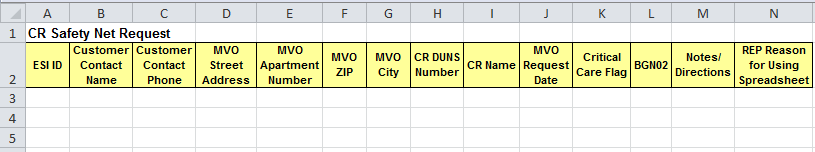 A B C D E F G H I J K L M N
1 CR Safety Net Request
2 ESI ID Customer Contact Name Customer Contact Phone MVO Street Address MVO Apartment Number MVO ZIP MVO City CR DUNS Number CR Name MVO Request Date Critical Care Flag BGN02 Notes/ Directions REP Reason for Using Spreadsheet
3
4
5